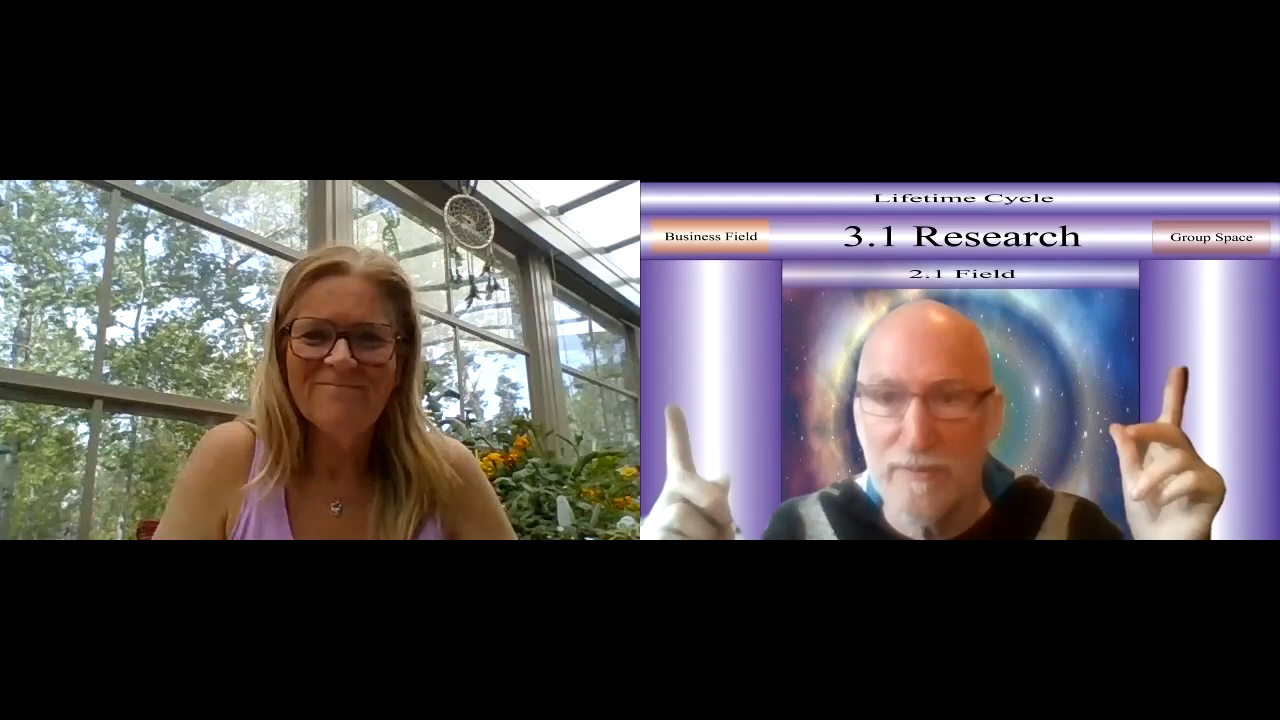 Lifetime Cycle
Business Field
3.1 Research
Group Space
2.1 Field